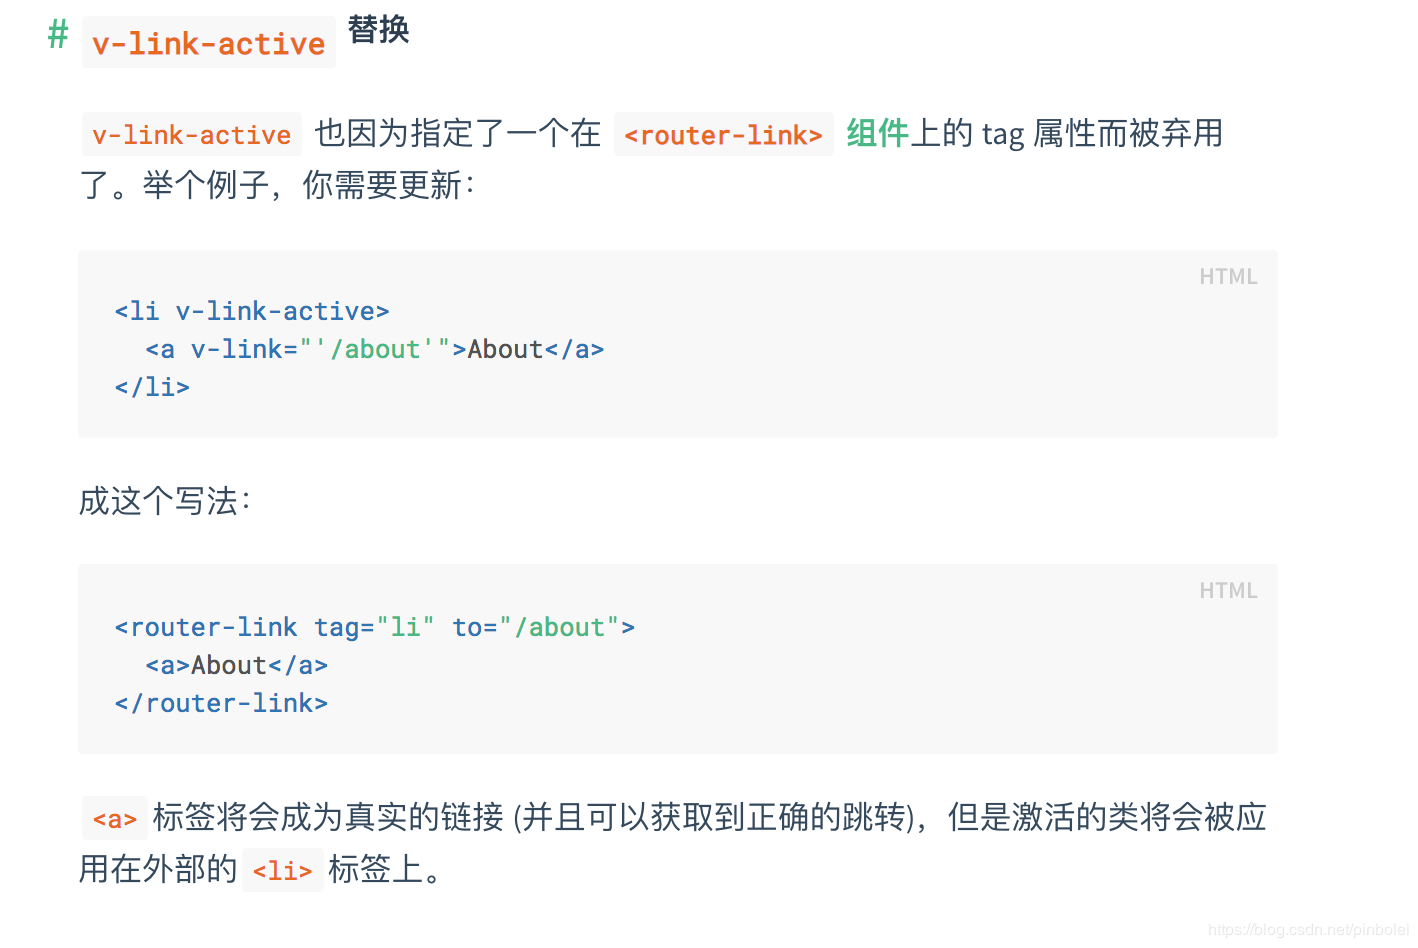 # v-link-active 替换
v-link-active 也因为指定了一个在 <router-link> 组件上的 tag 属性而被弃用
了。举个例子，你需要更新：
HTML
<li v-link-active>
  <a v-link="'/about'">About</a>
</li>
成这个写法：
HTML
<router-link tag="li" to="/about">
  <a>About</a>
</router-link>
<a> 标签将会成为真实的链接 (并且可以获取到正确的跳转)，但是激活的类将会被应
用在外部的 <li> 标签上。
https://blog.csdn.net/pinbolei